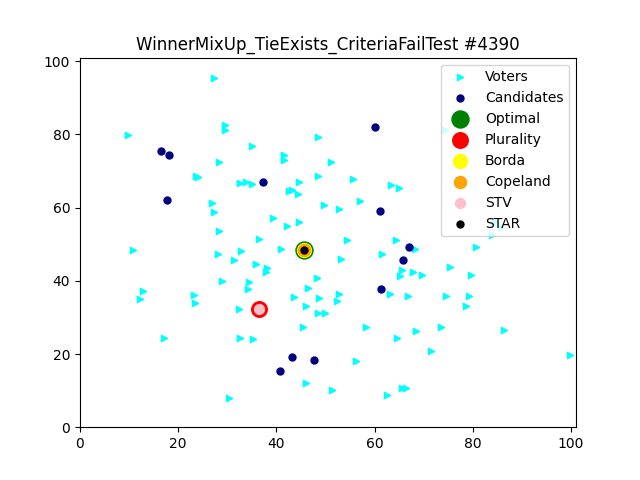 WinnerMixUp_TieExists_CriteriaFailTest #4390
100
80
60
40
20
0
0
20
40
60
80
100
Voters
Candidates
Optimal
Plurality
Borda
Copeland
STV
STAR